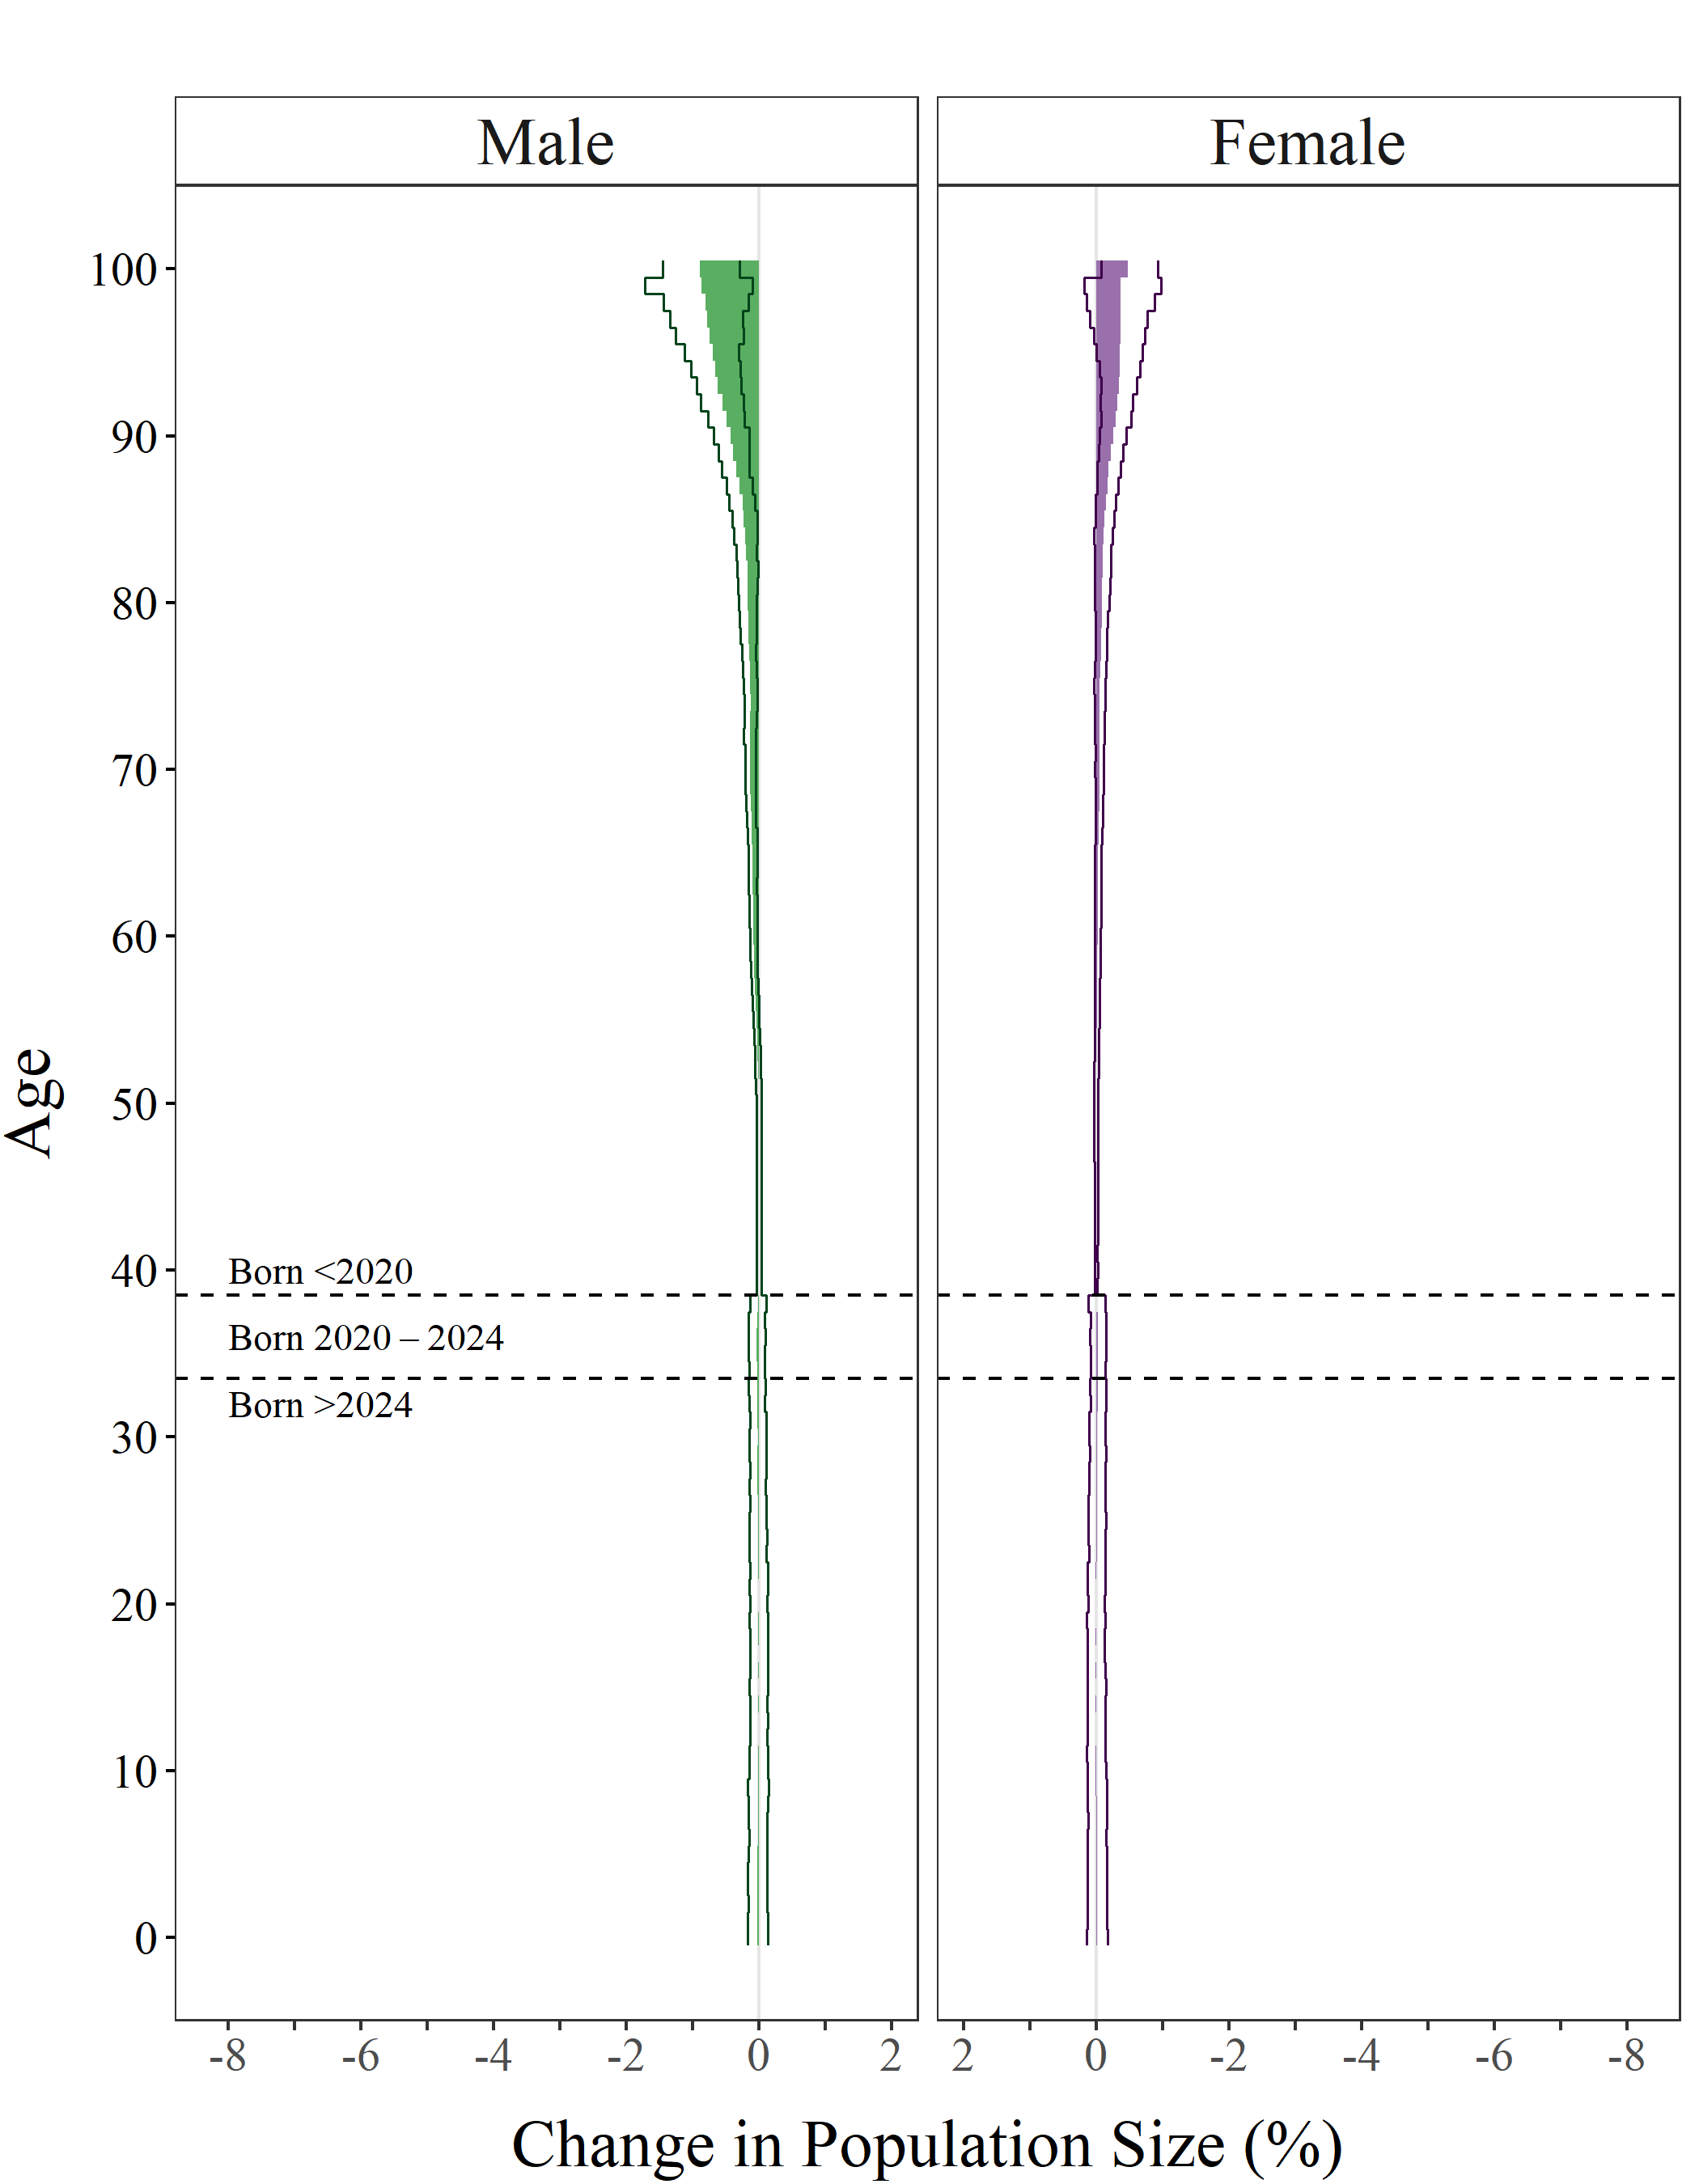 Male Female
100
90
80
70
60
50
40
30
20
10
0
Age
Born <2020
Born 2020 – 2024
Born >2024
-8 -6 -4 -2 0 2 2 0 -2 -4 -6 -8
Change in Population Size (%)